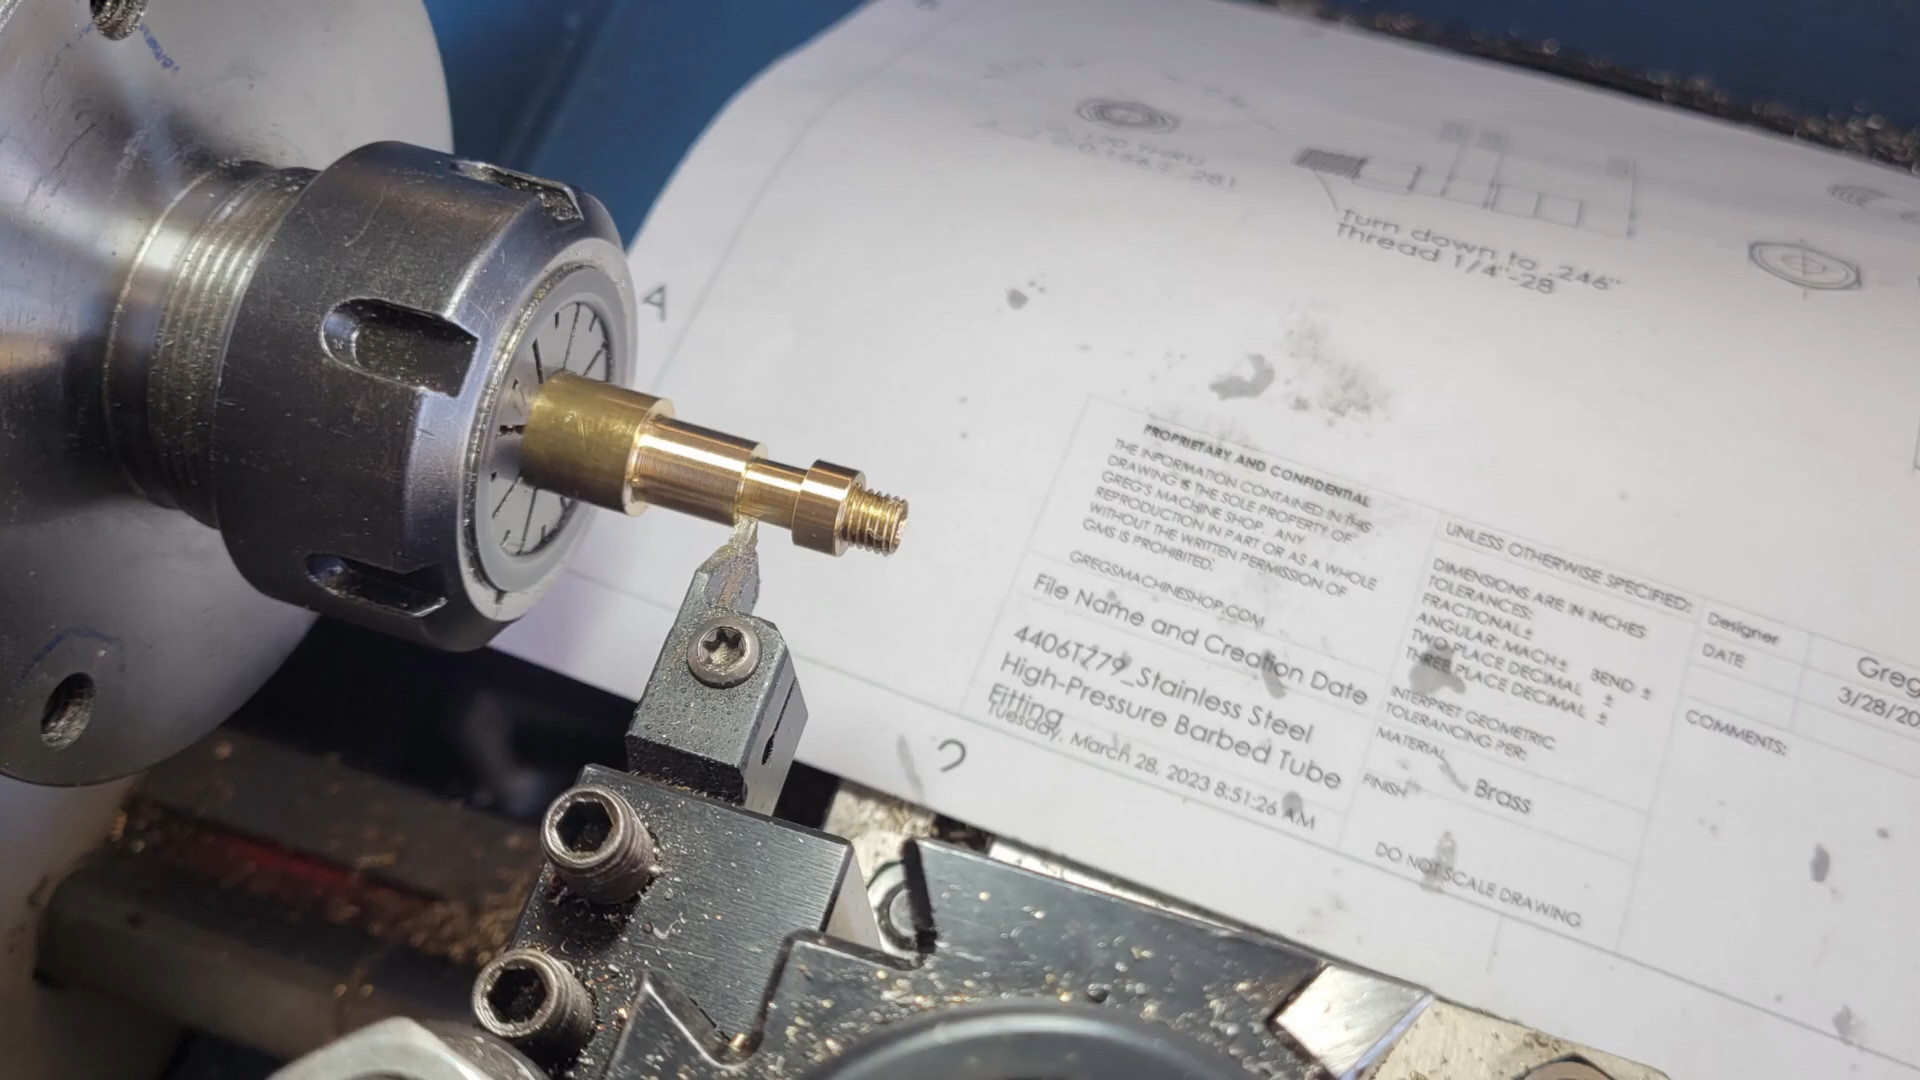 THRU
.281
Turn down to .246"
Thread 1/4"-28
A
PROPRIETARY AND CONFIDENTIAL
THE INFORMATION CONTAINED IN THIS
DRAWING IS THE SOLE PROPERTY OF
GREG'S MACHINE SHOP. ANY
REPRODUCTION IN PART OR AS A WHOLE
WITHOUT THE WRITTEN PERMISSION OF
GMS IS PROHIBITED.
GREGSMACHINESHOP.COM
File Name and Creation Date
4406TZ79_Stainless Steel
High-Pressure Barbed Tube
Fitting
Tuesday, March 28, 2023 8:51:26 AM
UNLESS OTHERWISE SPECIFIED:
DIMENSIONS ARE IN INCHES
TOLERANCES:
FRACTIONAL±
ANGULAR: MACH± BEND ±
TWO PLACE DECIMAL ±
THREE PLACE DECIMAL ±
INTERPRET GEOMETRIC
TOLERANCING PER:
MATERIAL
Brass
FINISH
DO NOT SCALE DRAWING
Designer
Greg
DATE
3/28/20
COMMENTS: